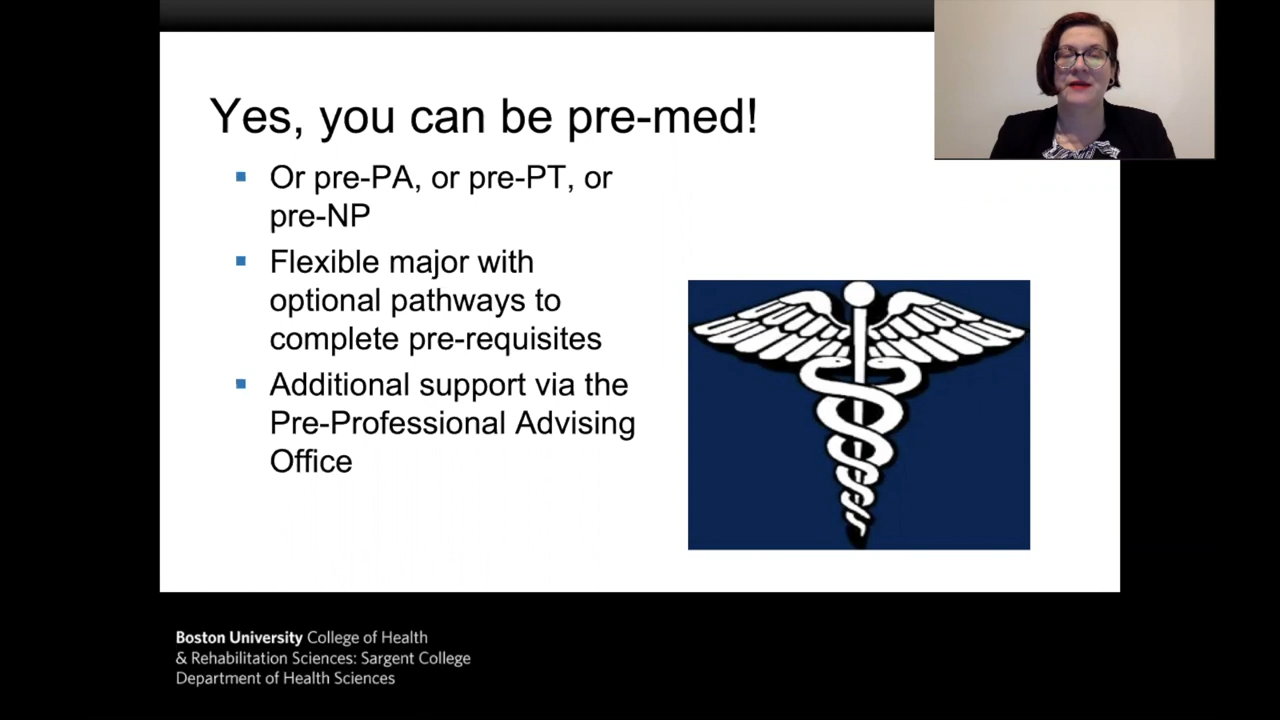 Yes, you can be pre-med!
Or pre-PA, or pre-PT, or
pre-NP
Flexible major with
optional pathways to
complete pre-requisites
Additional support via the
Pre-Professional Advising
Office
Boston University College of Health
& Rehabilitation Sciences: Sargent College
Department of Health Sciences